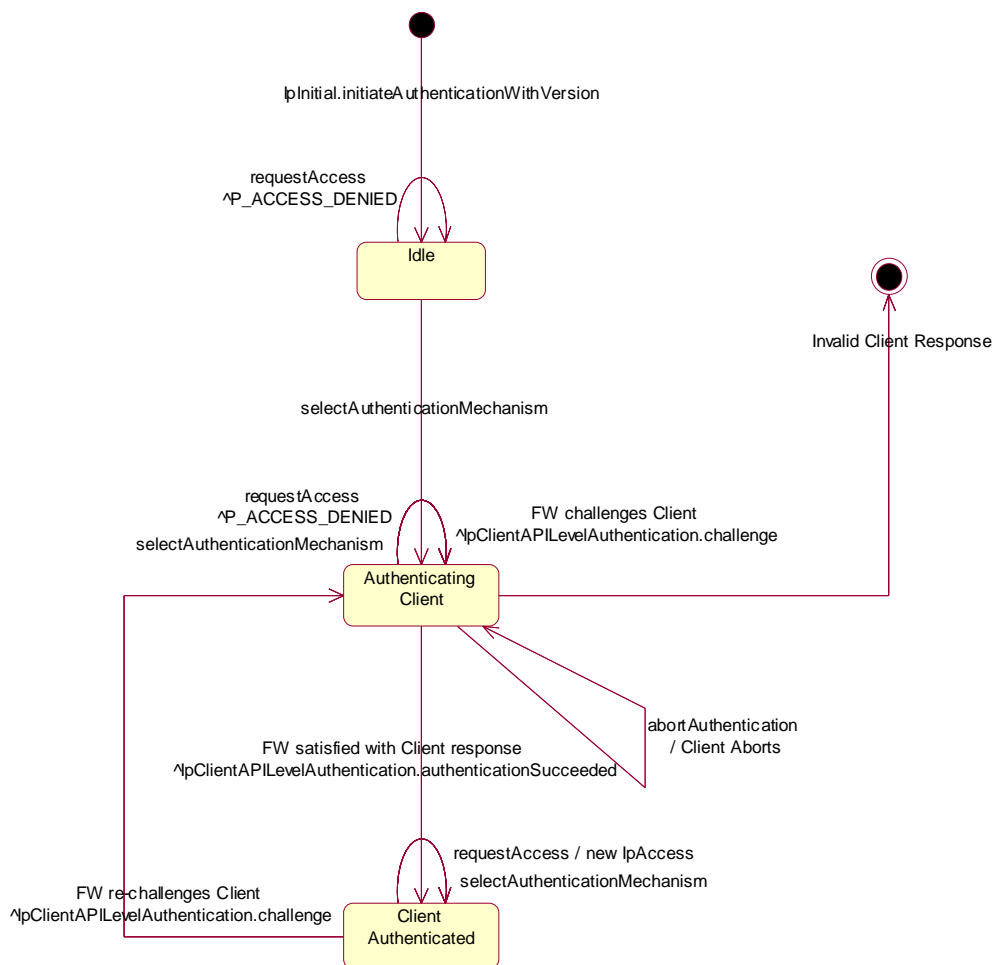 IpInitial.initiateAuthenticationWithVersion
requestAccess
^P_ACCESS_DENIED
Idle
Invalid Client Response
selectAuthenticationMechanism
requestAccess
^P_ACCESS_DENIED
selectAuthenticationMechanism
FW challenges Client
^IpClientAPILevelAuthentication.challenge
Authenticating
Client
abortAuthentication
/ Client Aborts
FW satisfied with Client response
^IpClientAPILevelAuthentication.authenticationSucceeded
requestAccess / new IpAccess
selectAuthenticationMechanism
FW re-challenges Client
^IpClientAPILevelAuthentication.challenge
Client
Authenticated